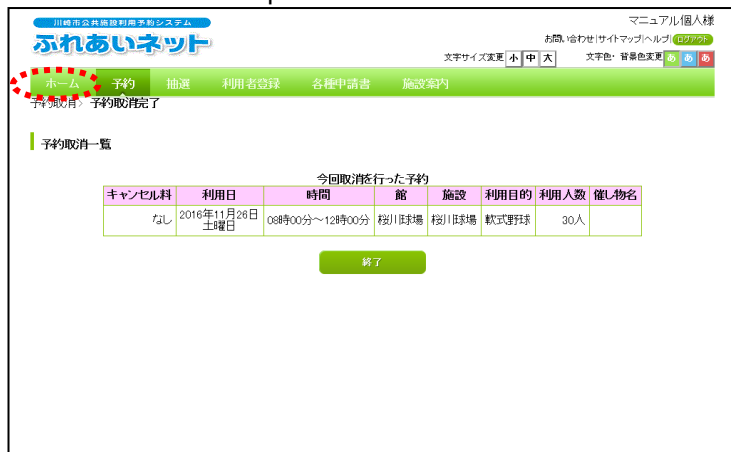 川崎市公共施設利用予約システム
マニュアル個人様
ふれあいネット
お問い合わせ|サイトマップ|ヘルプ|ログアウト
文字サイズ変更 小 中 大 文字色・背景色変更 あ あ あ
ホーム 予約 抽選 利用者登録 各種申請書 施設案内
予約取消> 予約取消完了
予約取消一覧
今回取消を行った予約
キャンセル料 利用日 時間 館 施設 利用目的 利用人数 催し物名
なし 2016年11月26日 土曜日 08時00分～12時00分 桜川球場 桜川球場 軟式野球 30人
終了